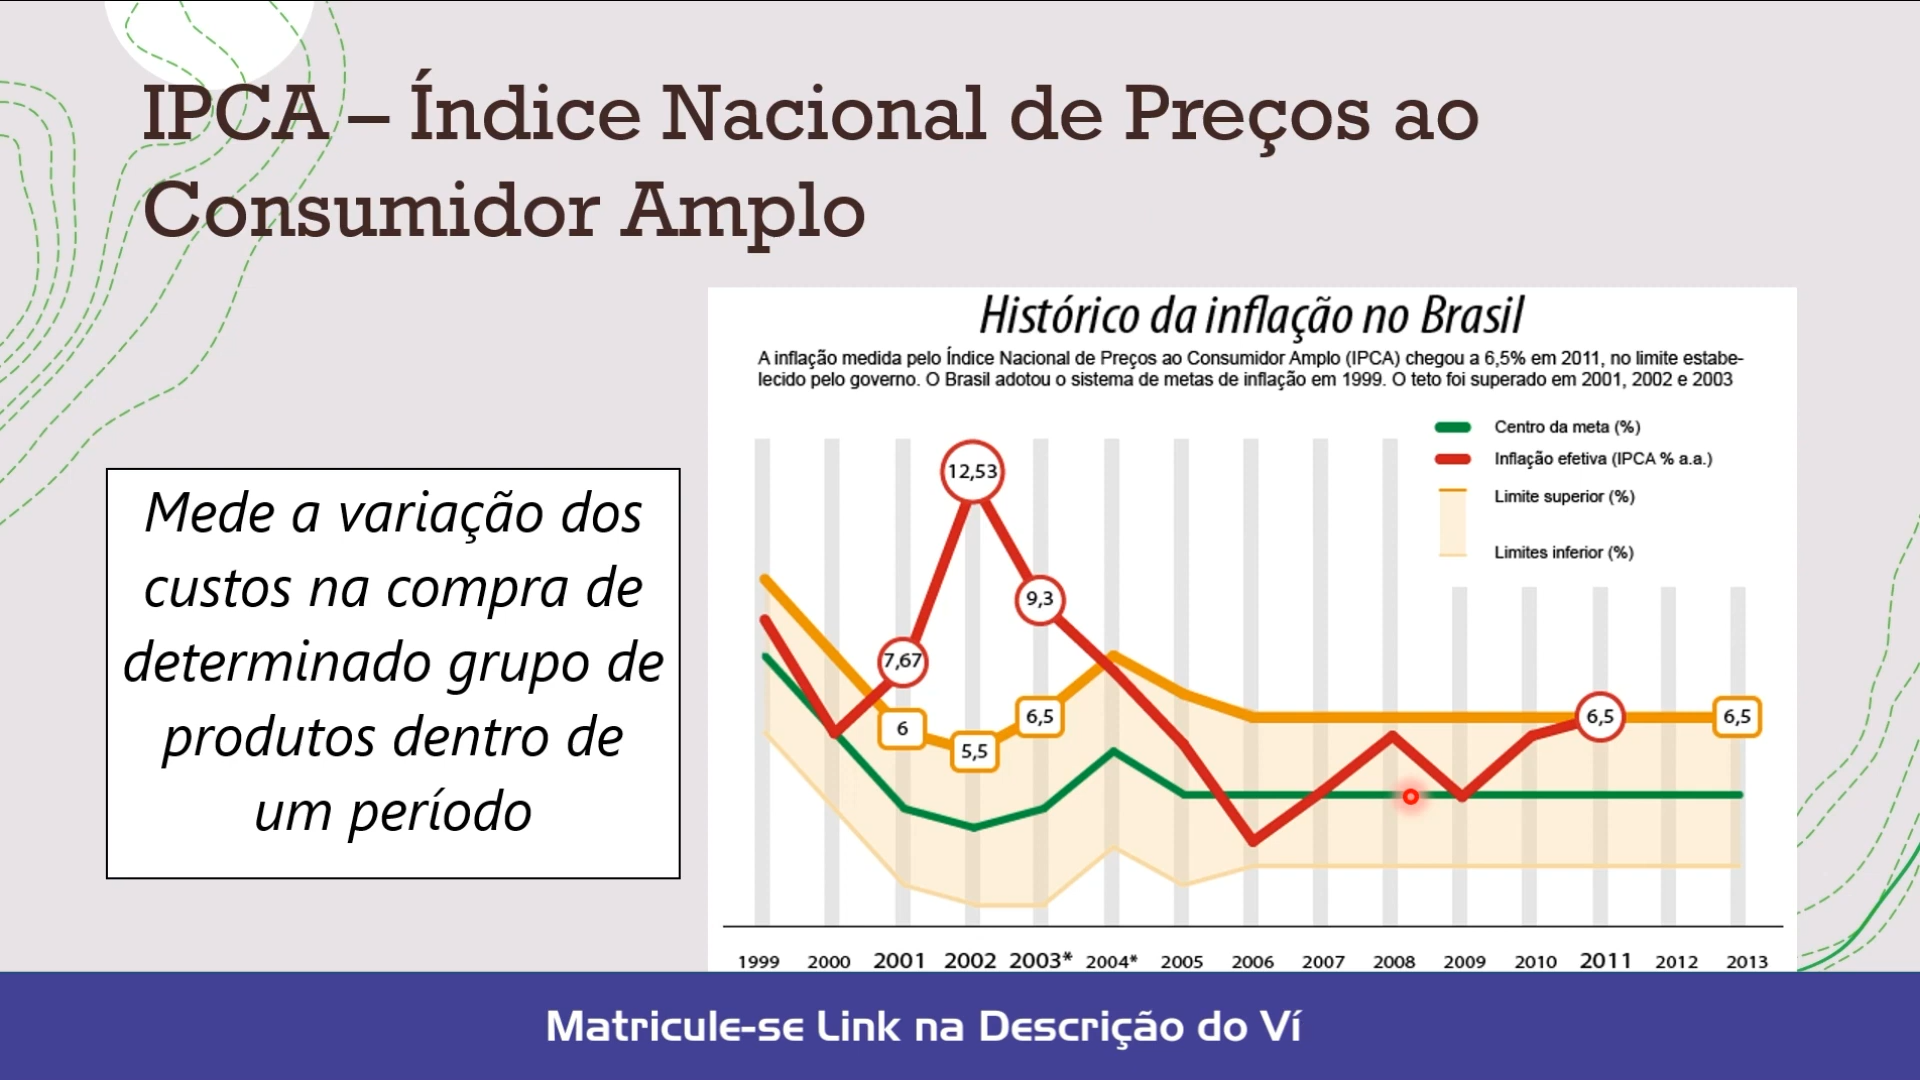 IPCA – Índice Nacional de Preços ao
Consumidor Amplo
Mede a variação dos
custos na compra de
determinado grupo de
produtos dentro de
um período
Histórico da inflação no Brasil
A inflação medida pelo Índice Nacional de Preços ao Consumidor Amplo (IPCA) chegou a 6,5% em 2011, no limite estabe-
lecido pelo governo. O Brasil adotou o sistema de metas de inflação em 1999. O teto foi superado em 2001, 2002 e 2003
Centro da meta (%)
Inflação efetiva (IPCA % a.a.)
Limite superior (%)
Limites inferior (%)
12,53
9,3
7,67
6
5,5
6,5
6,5
6,5
1999 2000 2001 2002 2003* 2004* 2005 2006 2007 2008 2009 2010 2011 2012 2013
Matricule-se Link na Descrição do Ví